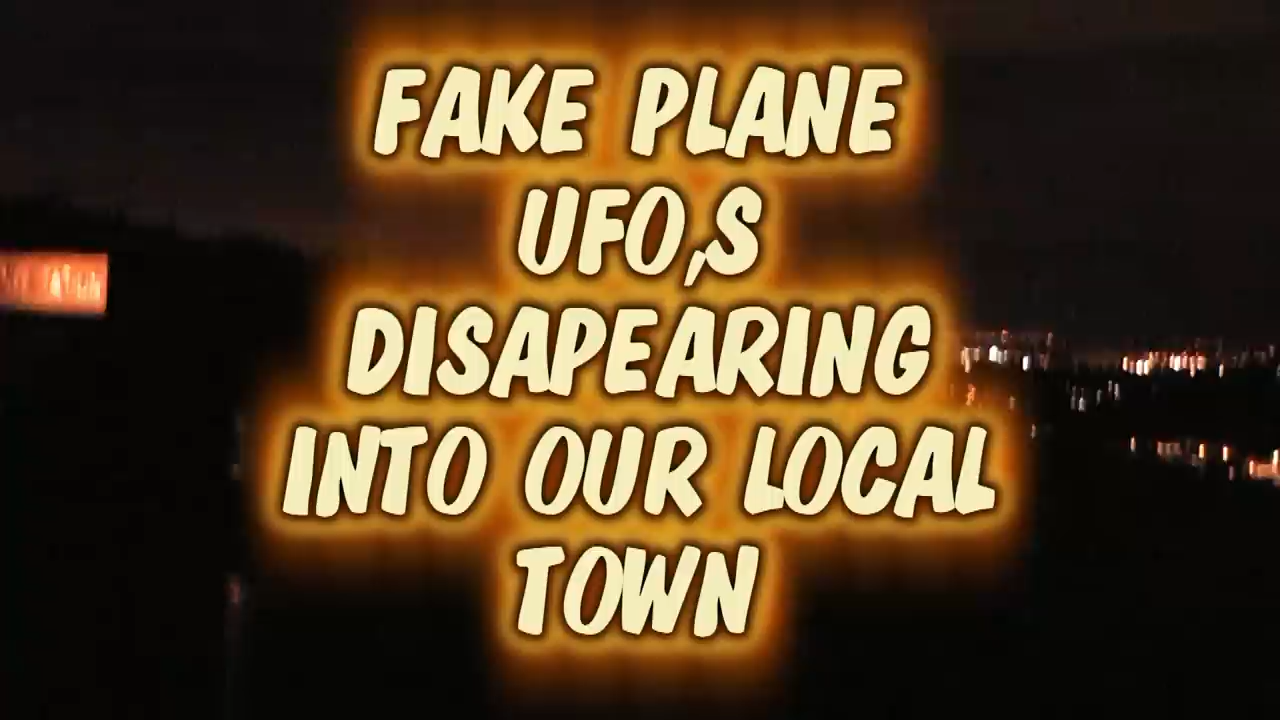 FAKE PLANE
UFO,S
DISAPEARING
INTO OUR LOCAL
TOWN